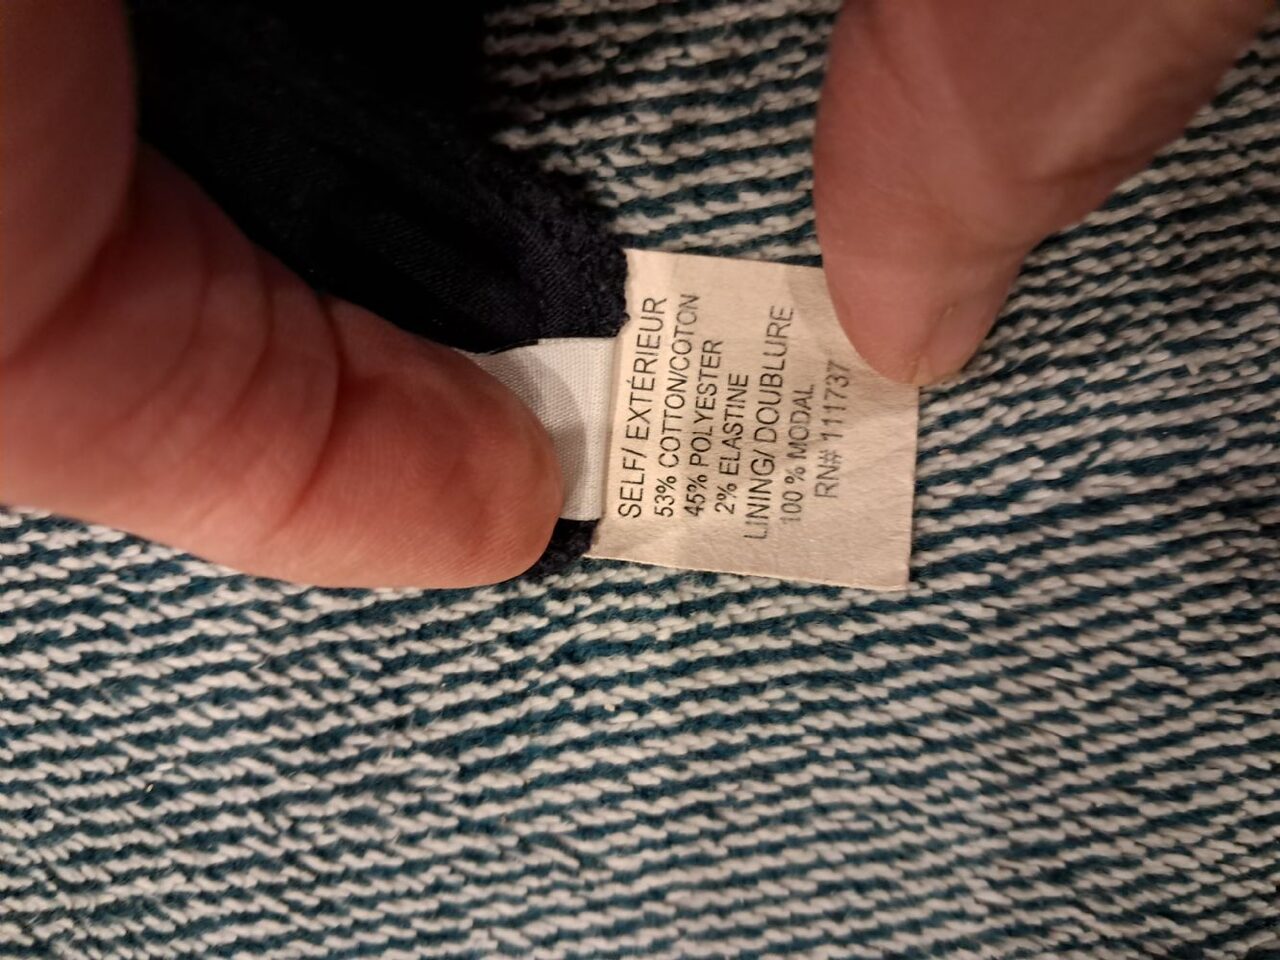 SELF/ EXTÉRIEUR
53% COTTON/COTON
45% POLYESTER
2% ELASTINE
LINING/ DOUBLURE
100 % MODAL
RN# 111737